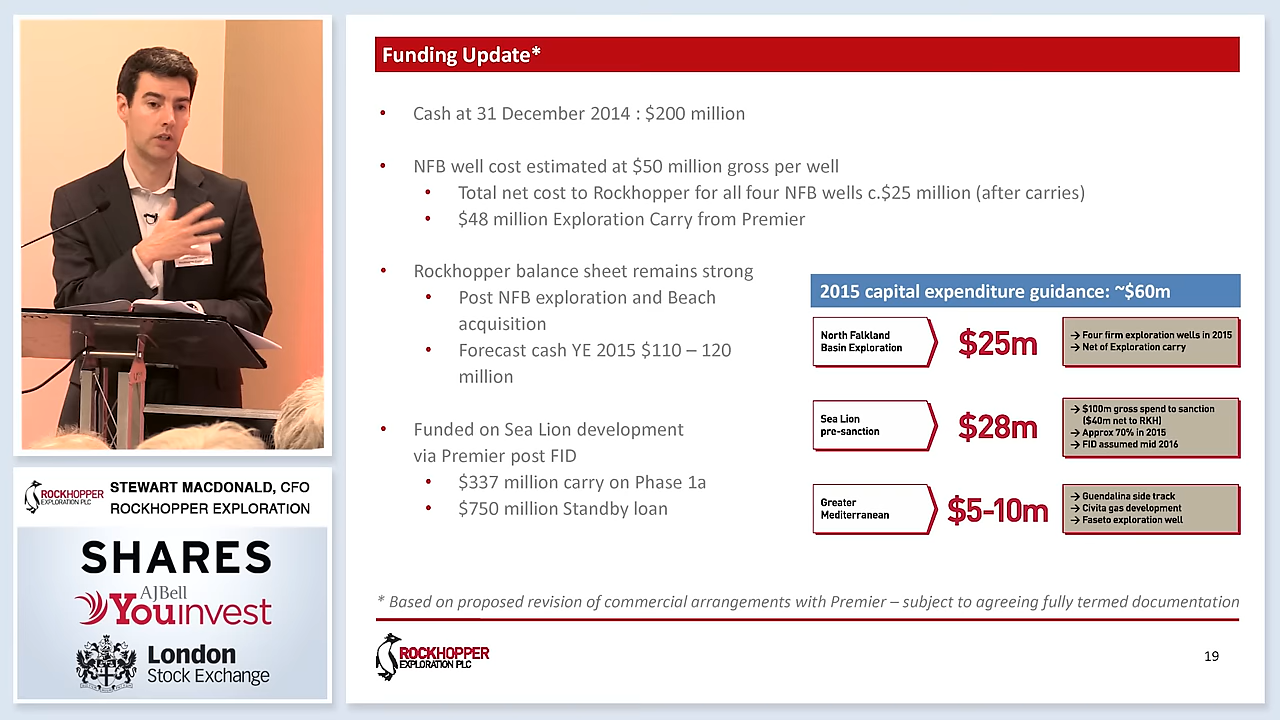 Funding Update*
• Cash at 31 December 2014 : $200 million
• NFB well cost estimated at $50 million gross per well
• Total net cost to Rockhopper for all four NFB wells c.$25 million (after carries)
• $48 million Exploration Carry from Premier
• Rockhopper balance sheet remains strong
• Post NFB exploration and Beach
acquisition
• Forecast cash YE 2015 $110 – 120
million
• Funded on Sea Lion development
via Premier post FID
• $337 million carry on Phase 1a
• $750 million Standby loan
2015 capital expenditure guidance: ~$60m
North Falkland
Basin Exploration
$25m
→ Four firm exploration wells in 2015
→ Net of Exploration carry
Sea Lion
pre-sanction
$28m
→ $100m gross spend to sanction
($40m net to RKH)
→ Approx 70% in 2015
→ FID assumed mid 2016
Greater
Mediterranean
$5-10m
→ Guendalina side track
→ Civita gas development
→ Faseto exploration well
* Based on proposed revision of commercial arrangements with Premier – subject to agreeing fully termed documentation
ROCKHOPPER
EXPLORATION PLC
19
ROCKHOPPER
EXPLORATION PLC
STEWART MACDONALD, CFO
ROCKHOPPER EXPLORATION
SHARES
AJBell
Youinvest
London
Stock Exchange